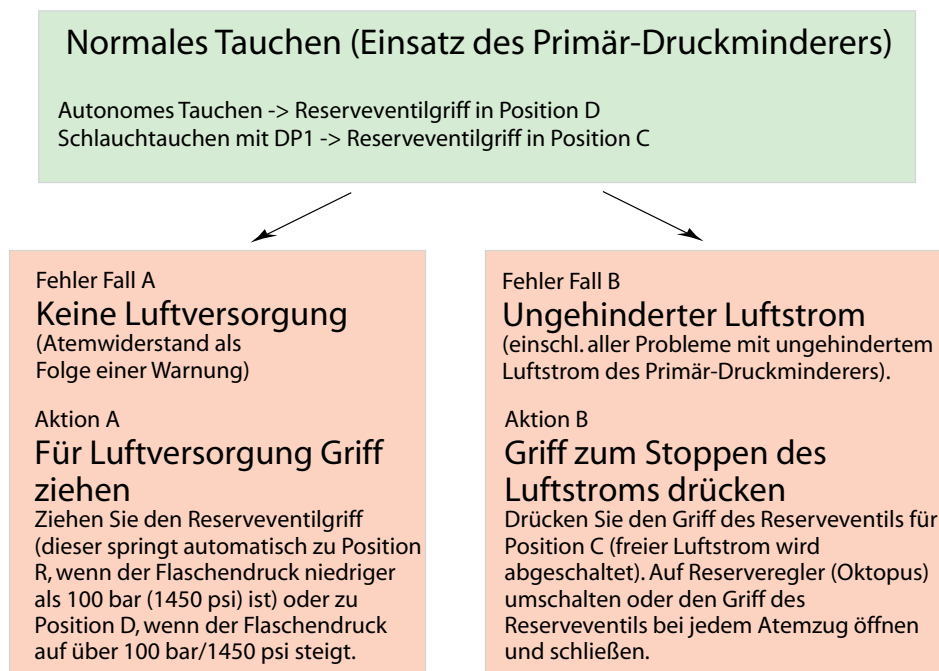 Normales Tauchen (Einsatz des Primär-Druckminderers)
Autonomes Tauchen -> Reserveventilgriff in Position D
Schlauchtauchen mit DP1 -> Reserveventilgriff in Position C
Fehler Fall A
Keine Luftversorgung
(Atemwiderstand als
Folge einer Warnung)
Aktion A
Für Luftversorgung Griff
ziehen
Ziehen Sie den Reserveventilgriff
(dieser springt automatisch zu Position
R, wenn der Flaschendruck niedriger
als 100 bar (1450 psi) ist) oder zu
Position D, wenn der Flaschendruck
auf über 100 bar/1450 psi steigt.
Fehler Fall B
Ungehinderter Luftstrom
(einschl. aller Probleme mit ungehindertem
Luftstrom des Primär-Druckminderers).
Aktion B
Griff zum Stoppen des
Luftstroms drücken
Drücken Sie den Griff des Reserveventils für
Position C (freier Luftstrom wird
abgeschaltet). Auf Reserveregler (Oktopus)
umschalten oder den Griff des
Reserveventils bei jedem Atemzug öffnen
und schließen.